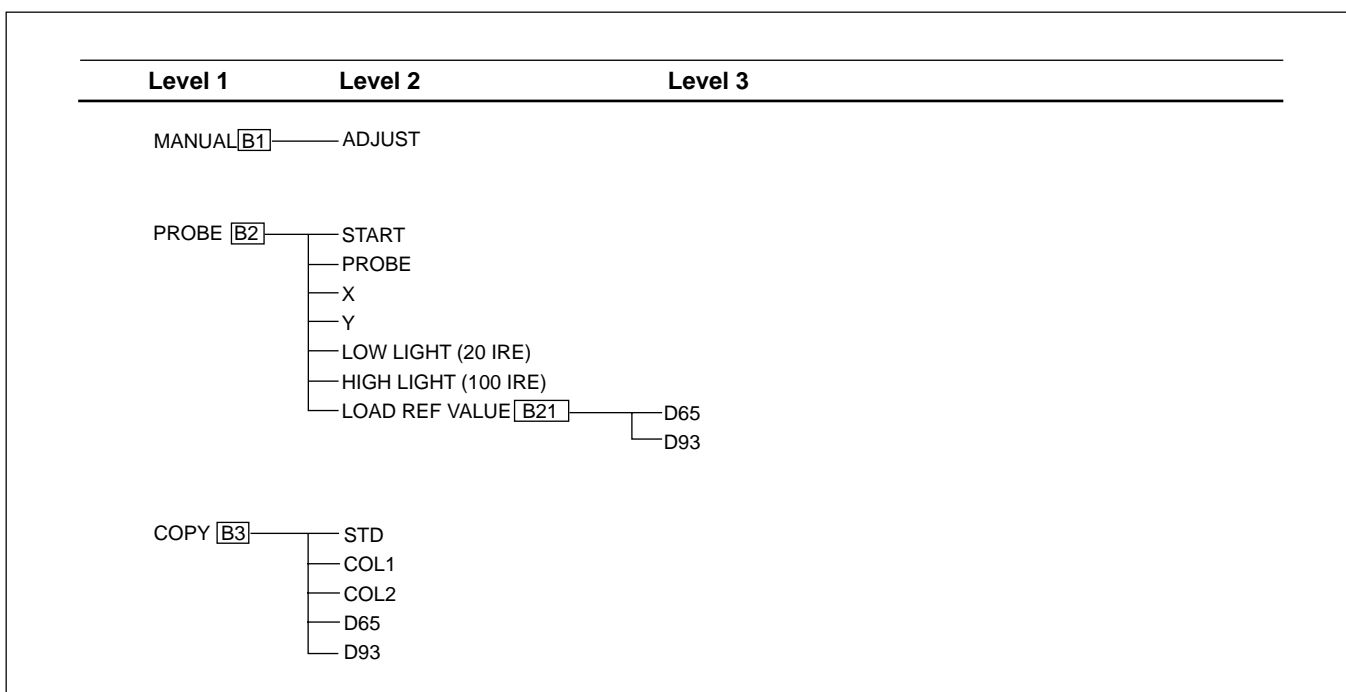 Level 1 Level 2 Level 3
MANUAL B1 ADJUST
PROBE B2 START
PROBE
X
Y
LOW LIGHT (20 IRE)
HIGH LIGHT (100 IRE)
LOAD REF VALUE B21 D65
D93
COPY B3 STD
COL1
COL2
D65
D93